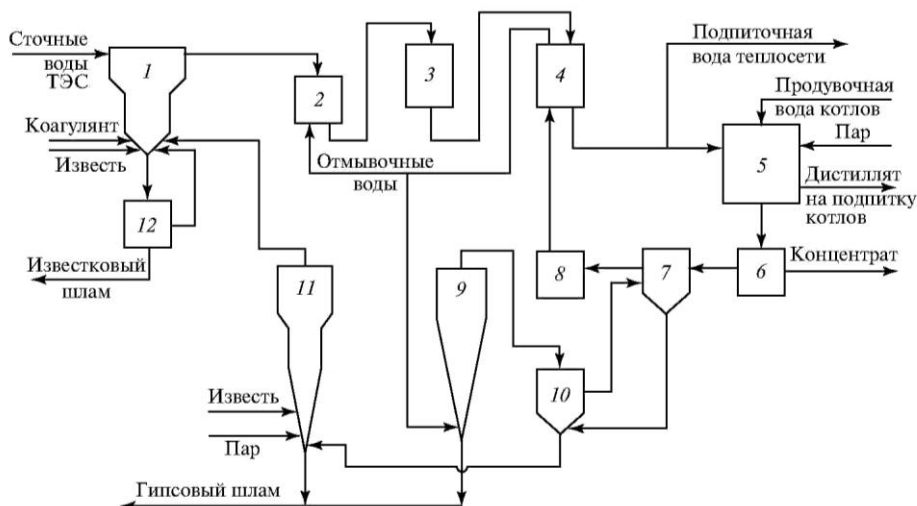 Сточные
воды
ТЭС
1
2
3
4
Подпиточная
вода теплосети
Продувочная
вода котлов
Пар
5
Дистиллят
на подпитку
котлов
Коагулянт
Известь
Отмывочные
воды
12
Известковый
шлам
11
9
8
7
6
Концентрат
10
Известь
Пар
Гипсовый шлам